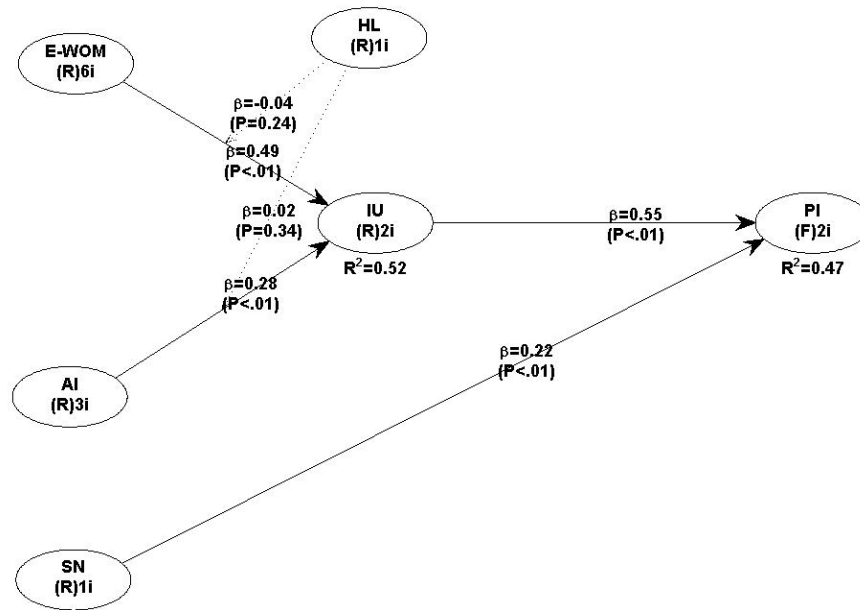 HL
(R)1i
E-WOM
(R)6i
β=-0.04
(P=0.24)
β=0.49
(P<.01)
β=0.02
(P=0.34)
IU
(R)2i
R²=0.52
β=0.55
(P<.01)
PI
(F)2i
R²=0.47
β=0.28
(P<.01)
β=0.22
(P<.01)
AI
(R)3i
SN
(R)1i